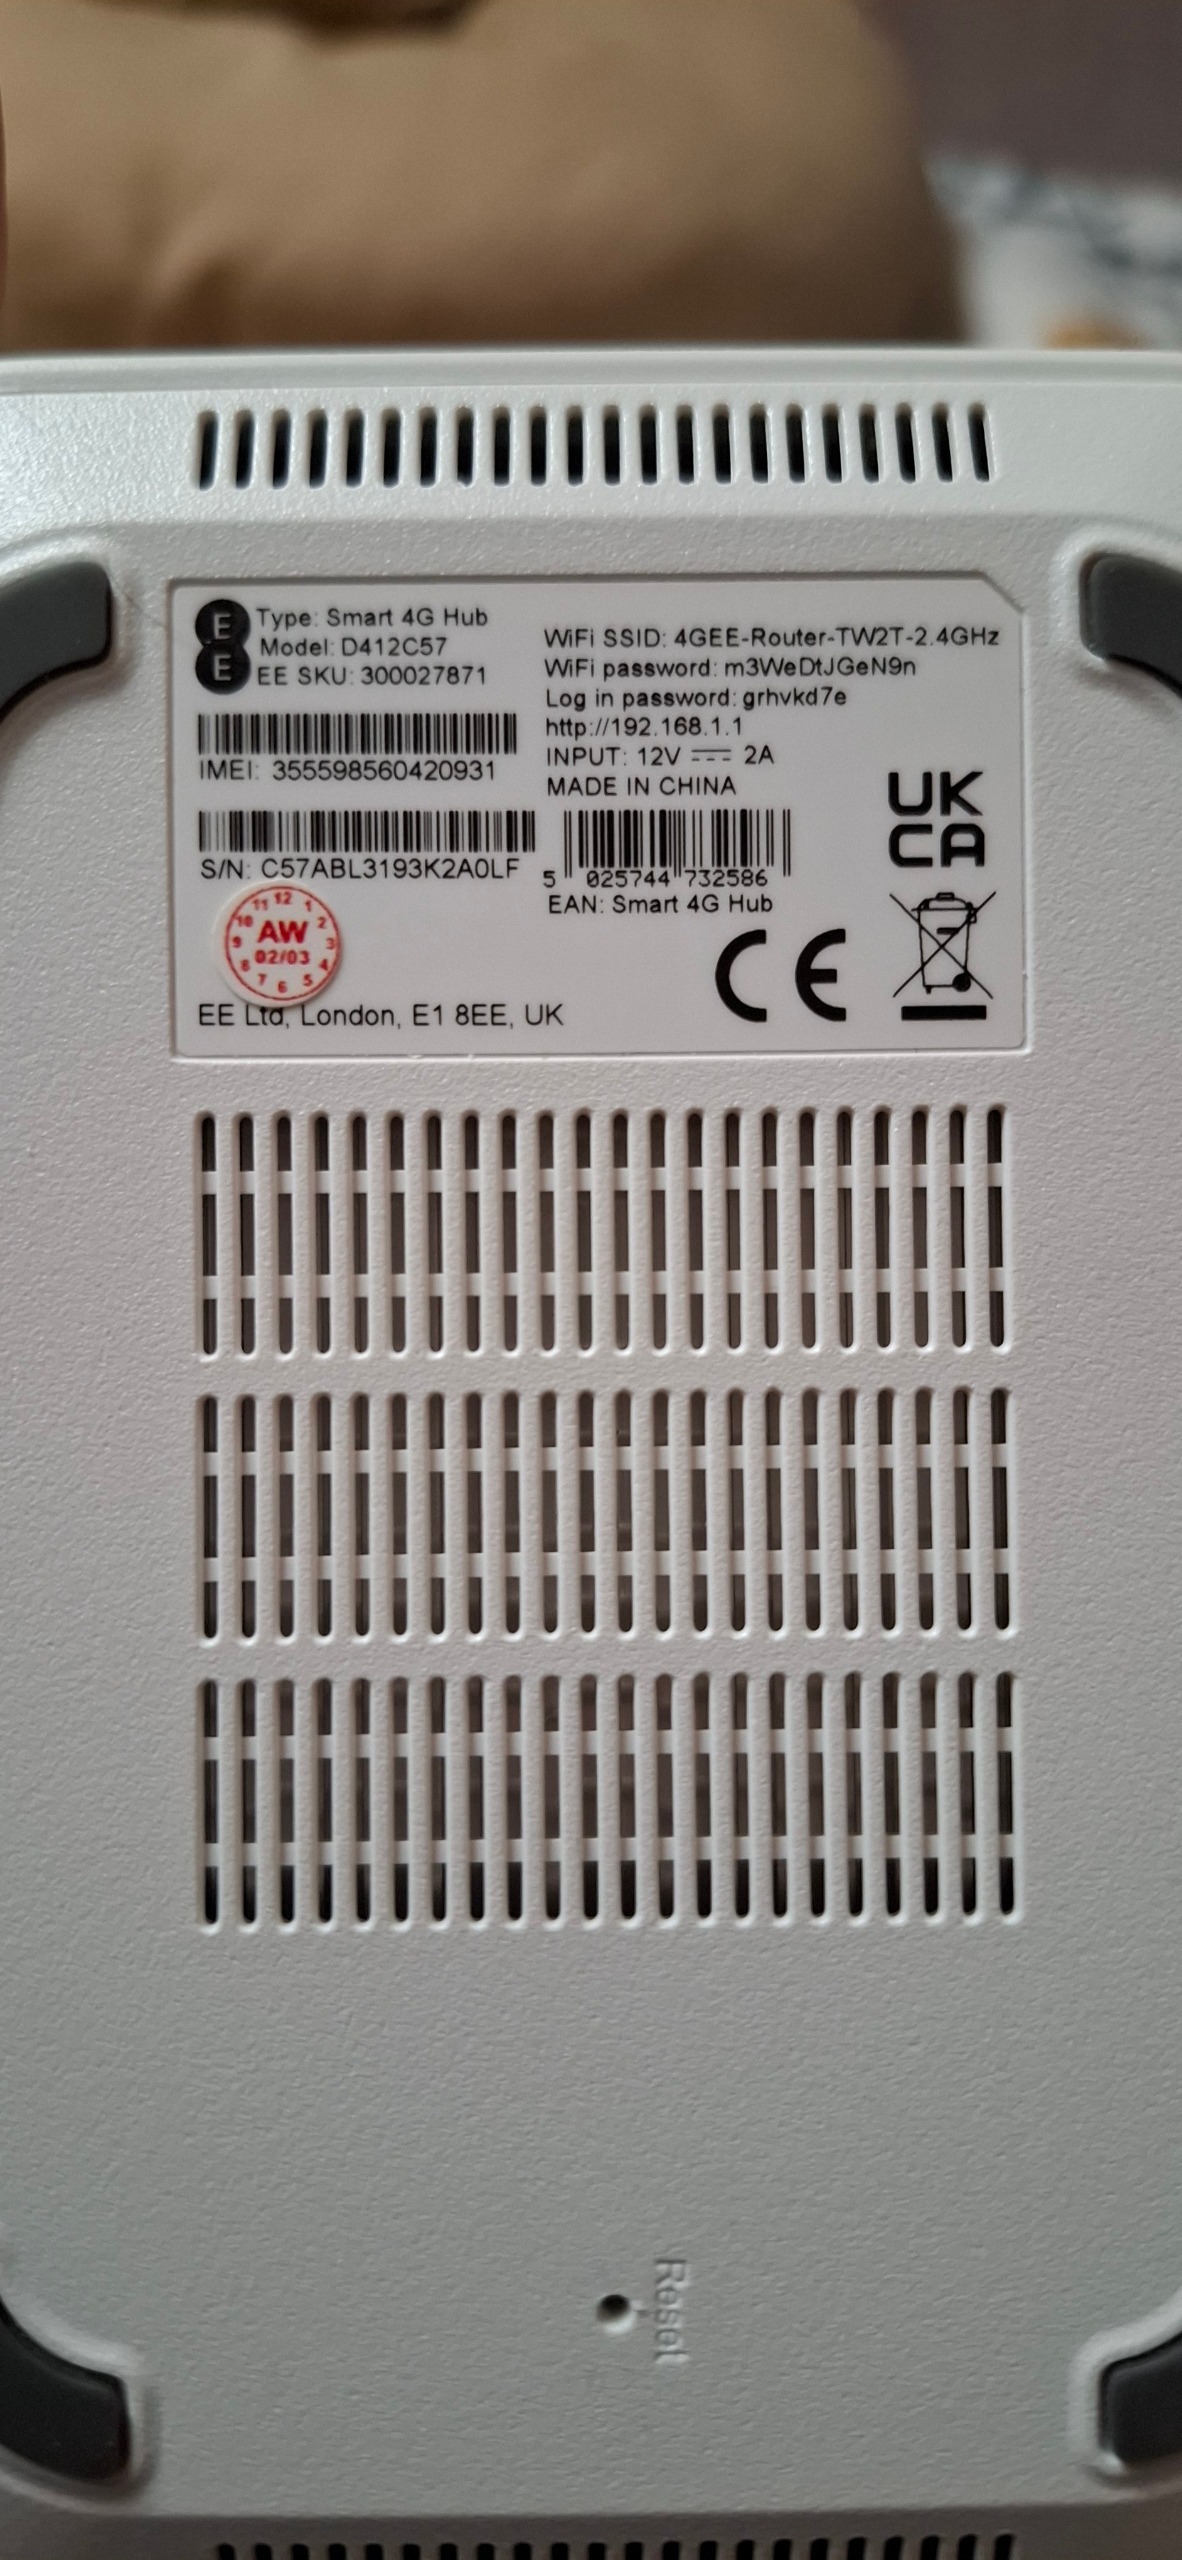 E
E
Type: Smart 4G Hub
Model: D412C57
EE SKU: 300027871
IMEI: 355598560420931
S/N: C57ABL3193K2A0LF
11 12 1
10 2
AW
9 3
02/03
8 4
7 6 5
EE Ltd, London, E1 8EE, UK
WiFi SSID: 4GEE-Router-TW2T-2.4GHz
WiFi password: m3WeDtJGeN9n
Log in password: grhvkd7e
http://192.168.1.1
INPUT: 12V 2A
MADE IN CHINA
5 025744 732586
EAN: Smart 4G Hub
UK
CA
CE
Reset